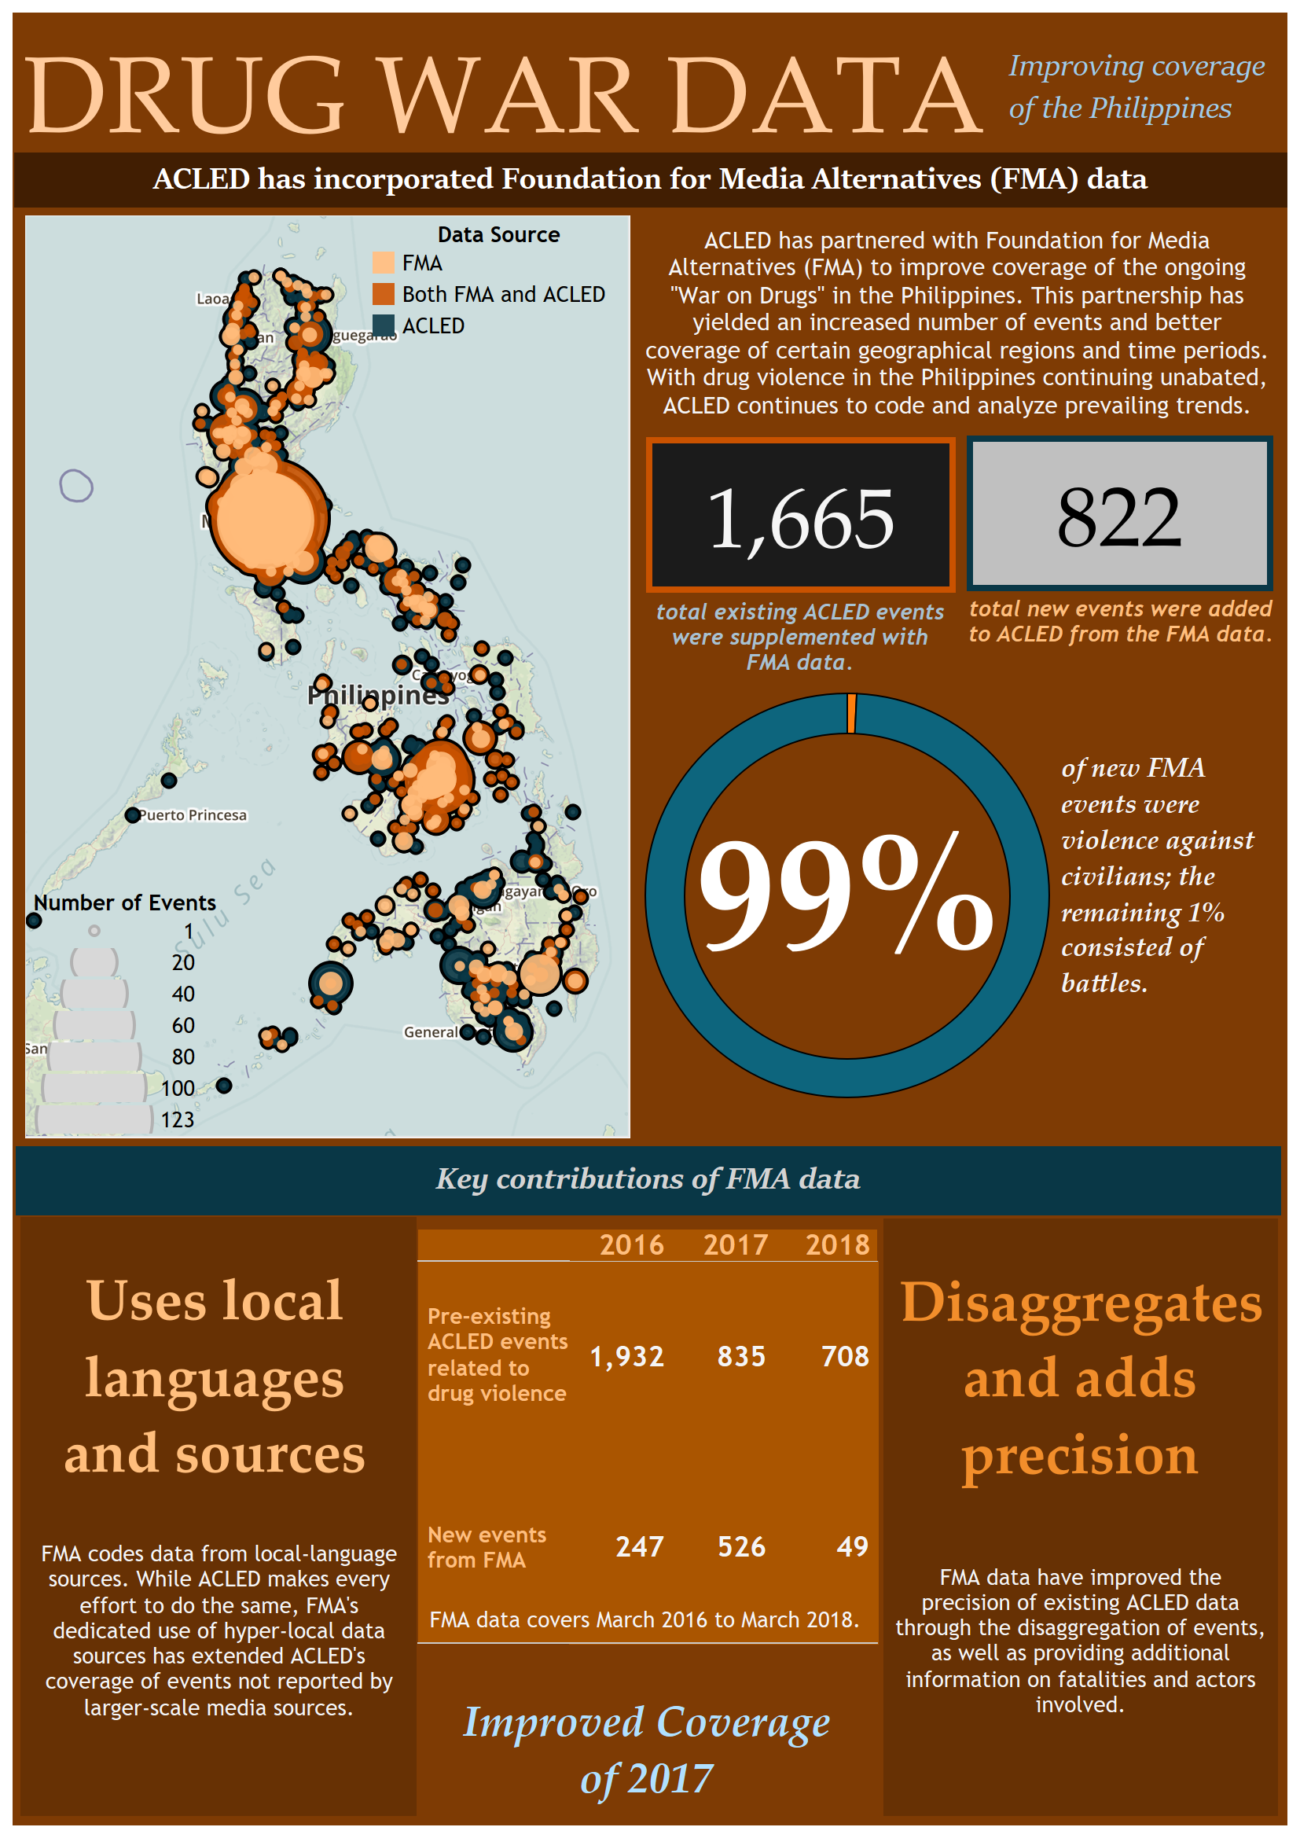 DRUG WAR DATA
Improving coverage
of the Philippines
ACLED has incorporated Foundation for Media Alternatives (FMA) data
Data Source
FMA
Both FMA and ACLED
ACLED
Laoa
an
guegarao
Philippines
Puerto Princesa
Sulu Sea
General
San
Oro
Number of Events
1
20
40
60
80
100
123
ACLED has partnered with Foundation for Media
Alternatives (FMA) to improve coverage of the ongoing
"War on Drugs" in the Philippines. This partnership has
yielded an increased number of events and better
coverage of certain geographical regions and time periods.
With drug violence in the Philippines continuing unabated,
ACLED continues to code and analyze prevailing trends.
1,665
total existing ACLED events
were supplemented with
FMA data.
822
total new events were added
to ACLED from the FMA data.
99%
of new FMA
events were
violence against
civilians; the
remaining 1%
consisted of
battles.
Key contributions of FMA data
Uses local
languages
and sources
FMA codes data from local-language
sources. While ACLED makes every
effort to do the same, FMA's
dedicated use of hyper-local data
sources has extended ACLED's
coverage of events not reported by
larger-scale media sources.
2016 2017 2018
Pre-existing
ACLED events
related to
drug violence
1,932 835 708
New events
from FMA
247 526 49
FMA data covers March 2016 to March 2018.
Improved Coverage
of 2017
Disaggregates
and adds
precision
FMA data have improved the
precision of existing ACLED data
through the disaggregation of events,
as well as providing additional
information on fatalities and actors
involved.